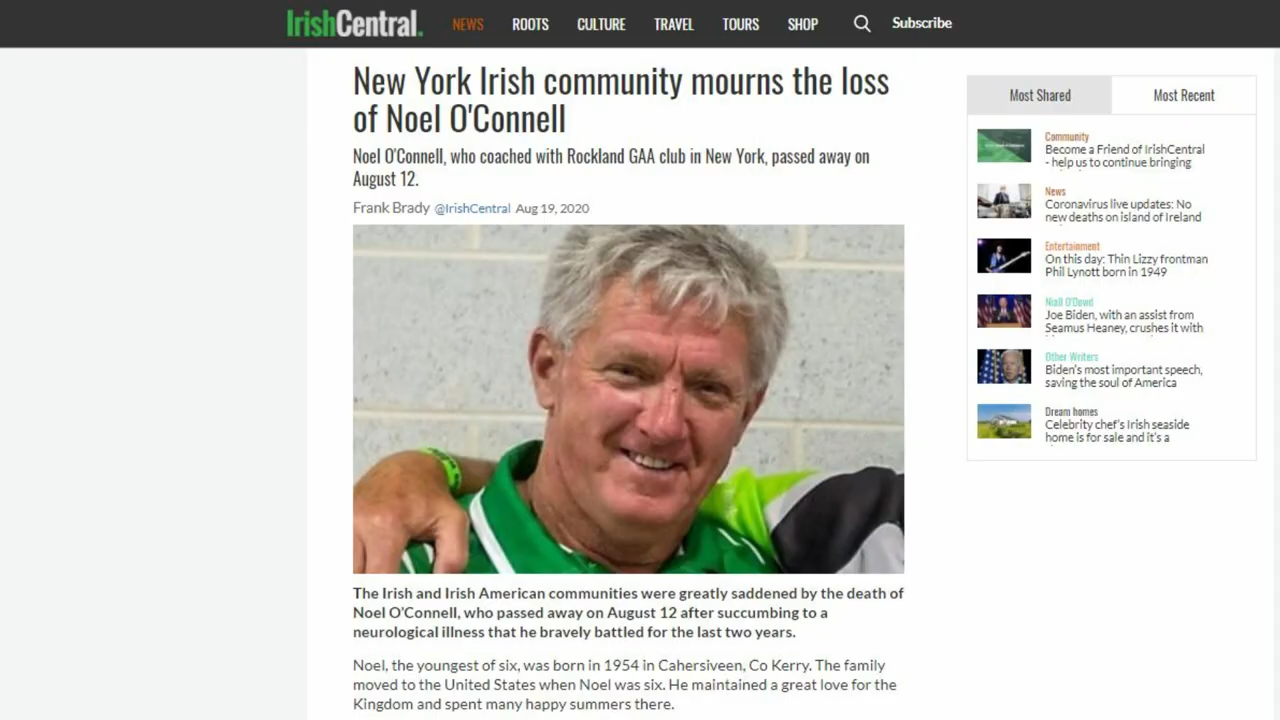 IrishCentral.
NEWS ROOTS CULTURE TRAVEL TOURS SHOP Subscribe
New York Irish community mourns the loss
of Noel O'Connell
Noel O'Connell, who coached with Rockland GAA club in New York, passed away on
August 12.
Frank Brady @IrishCentral Aug 19, 2020
The Irish and Irish American communities were greatly saddened by the death of
Noel O'Connell, who passed away on August 12 after succumbing to a
neurological illness that he bravely battled for the last two years.
Noel, the youngest of six, was born in 1954 in Cahersiveen, Co Kerry. The family
moved to the United States when Noel was six. He maintained a great love for the
Kingdom and spent many happy summers there.
Most Shared Most Recent
Community
Become a Friend of IrishCentral
- help us to continue bringing
News
Coronavirus live updates: No
new deaths on island of Ireland
Entertainment
On this day: Thin Lizzy frontman
Phil Lynott born in 1949
Niall O'Dowd
Joe Biden, with an assist from
Seamus Heaney, crushes it with
Other Writers
Biden's most important speech,
saving the soul of America
Dream homes
Celebrity chef's Irish seaside
home is for sale and it's a